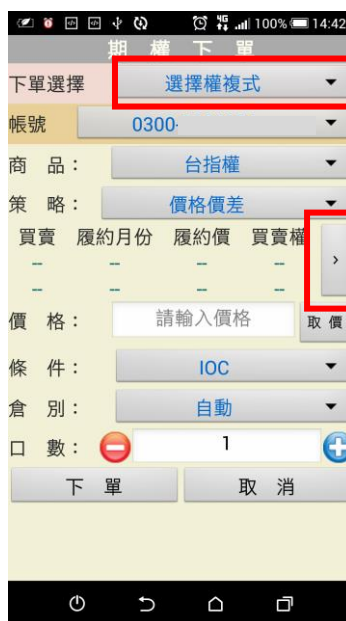 4G 100% 14:42
期 權 下 單
下單選擇 選擇權複式
帳號 0300-
商 品： 台指權
策 略： 價格價差
買賣 履約月份 履約價 買賣權
-- -- -- --
-- -- -- --
>
價 格： 請輸入價格 取 價
條 件： IOC
倉 別： 自動
口 數： 1
下 單 取 消